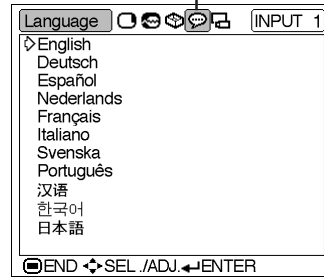 Language INPUT 1
English
Deutsch
Español
Nederlands
Français
Italiano
Svenska
Português
汉语
한국어
日本語
END SEL./ADJ. ENTER